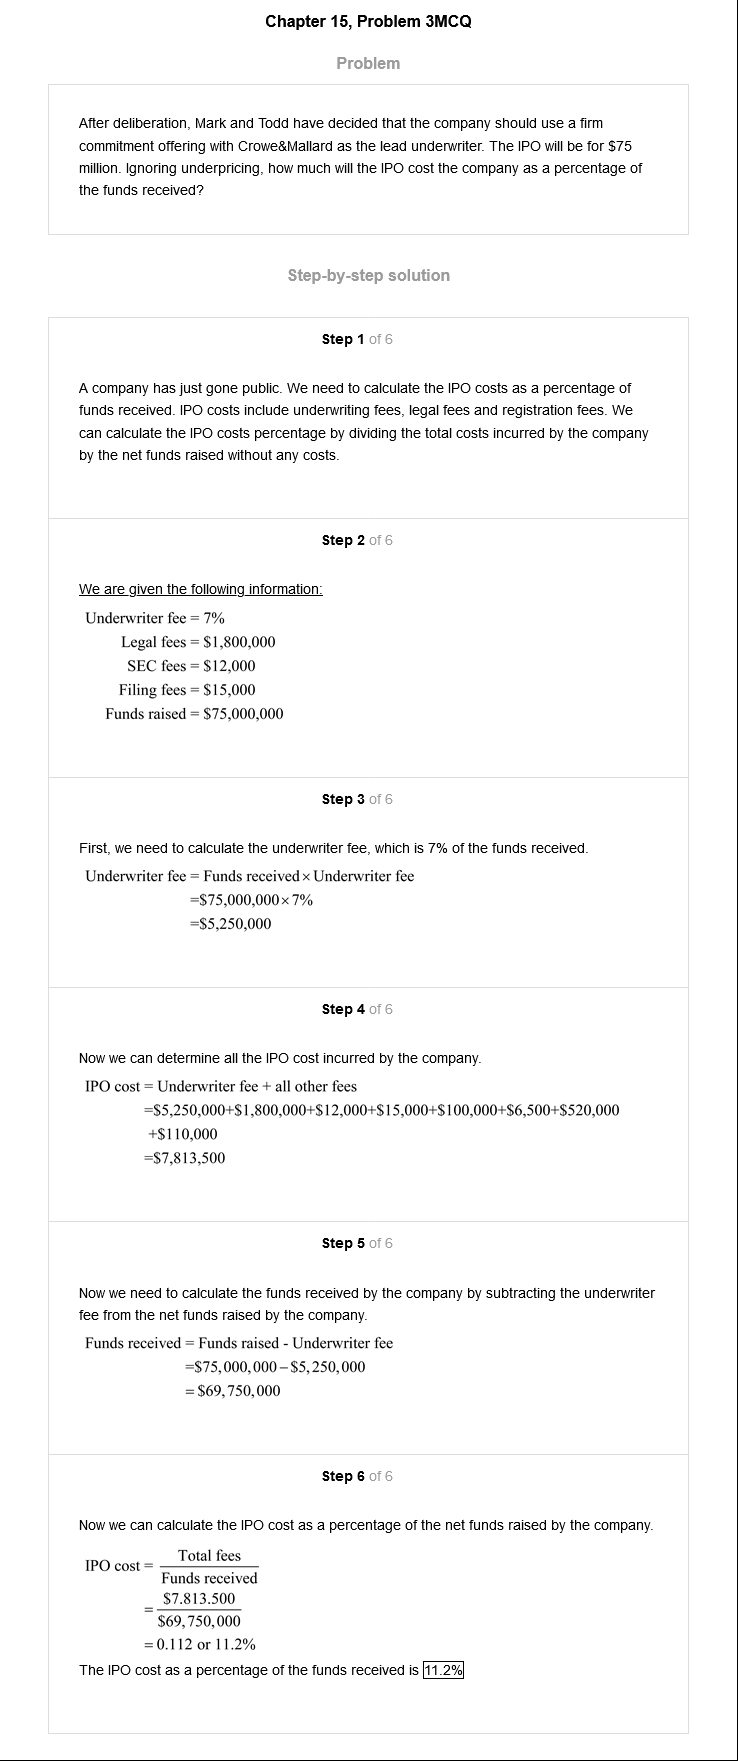 Chapter 15, Problem 3MCQ
Problem
After deliberation, Mark and Todd have decided that the company should use a firm
commitment offering with Crowe&Mallard as the lead underwriter. The IPO will be for $75
million. Ignoring underpricing, how much will the IPO cost the company as a percentage of
the funds received?
Step-by-step solution
Step 1 of 6
A company has just gone public. We need to calculate the IPO costs as a percentage of
funds received. IPO costs include underwriting fees, legal fees and registration fees. We
can calculate the IPO costs percentage by dividing the total costs incurred by the company
by the net funds raised without any costs.
Step 2 of 6
We are given the following information:
Underwriter fee = 7%
Legal fees = $1,800,000
SEC fees = $12,000
Filing fees = $15,000
Funds raised = $75,000,000
Step 3 of 6
First, we need to calculate the underwriter fee, which is 7% of the funds received.
Underwriter fee = Funds received × Underwriter fee
=$75,000,000 × 7%
=$5,250,000
Step 4 of 6
Now we can determine all the IPO cost incurred by the company.
IPO cost = Underwriter fee + all other fees
=$5,250,000+$1,800,000+$12,000+$15,000+$100,000+$6,500+$520,000
+$110,000
=$7,813,500
Step 5 of 6
Now we need to calculate the funds received by the company by subtracting the underwriter
fee from the net funds raised by the company.
Funds received = Funds raised - Underwriter fee
=$75,000,000 − $5,250,000
= $69,750,000
Step 6 of 6
Now we can calculate the IPO cost as a percentage of the net funds raised by the company.
IPO cost = Total fees
Funds received
= $7.813.500
$69,750,000
= 0.112 or 11.2%
The IPO cost as a percentage of the funds received is 11.2%